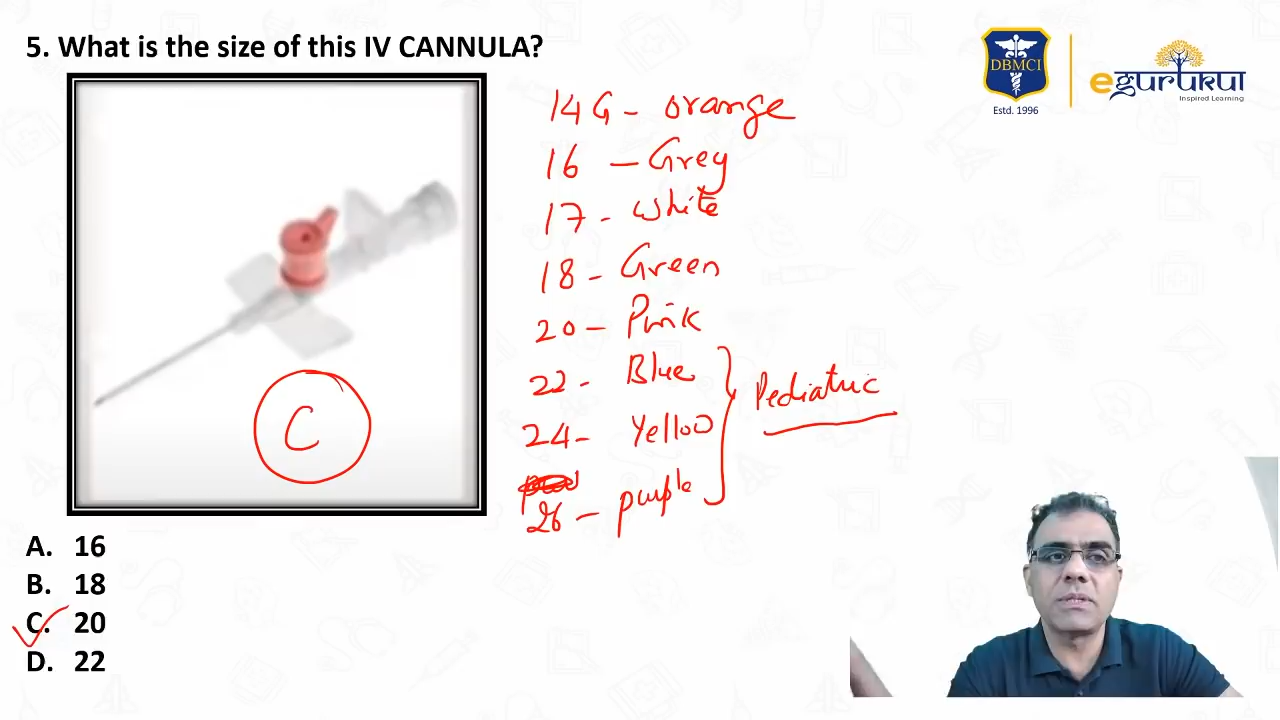 5. What is the size of this IV CANNULA?
DBMCI
Estd. 1996
eGurukul
Inspired Learning
14G - orange
16 - Grey
17 - white
18 - Green
20 - Pink
22 - Blue
24 - Yellow
26 - purple
Pediatric
C
A. 16
B. 18
C. 20
D. 22